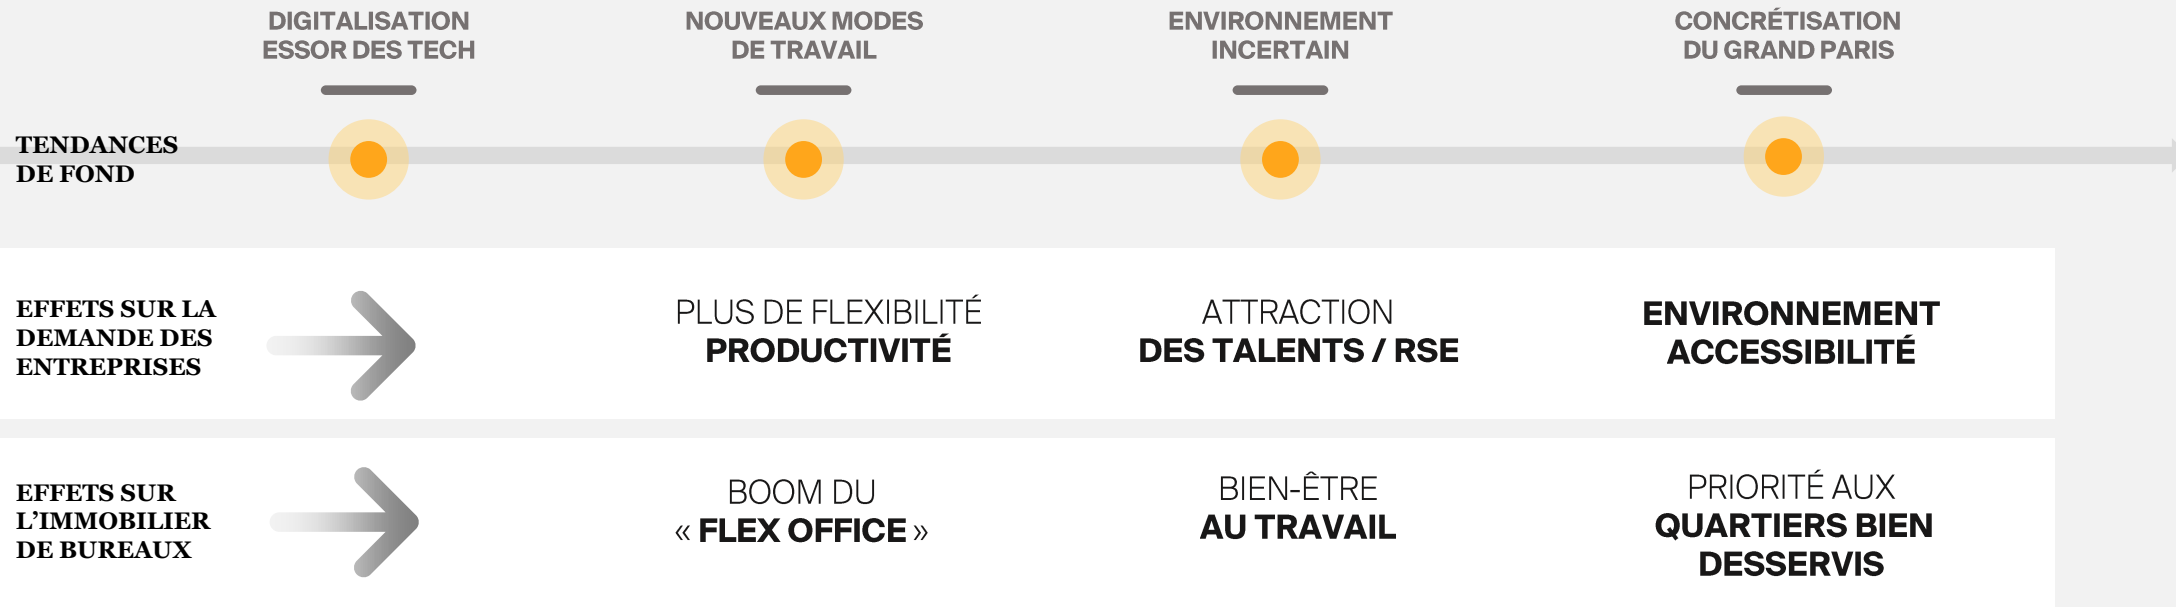 DIGITALISATION
ESSOR DES TECH
NOUVEAUX MODES
DE TRAVAIL
ENVIRONNEMENT
INCERTAIN
CONCRÉTISATION
DU GRAND PARIS
TENDANCES
DE FOND
EFFETS SUR LA
DEMANDE DES
ENTREPRISES
PLUS DE FLEXIBILITÉ
PRODUCTIVITÉ
ATTRACTION
DES TALENTS / RSE
ENVIRONNEMENT
ACCESSIBILITÉ
EFFETS SUR
L’IMMOBILIER
DE BUREAUX
BOOM DU
« FLEX OFFICE »
BIEN-ÊTRE
AU TRAVAIL
PRIORITÉ AUX
QUARTIERS BIEN
DESSERVIS